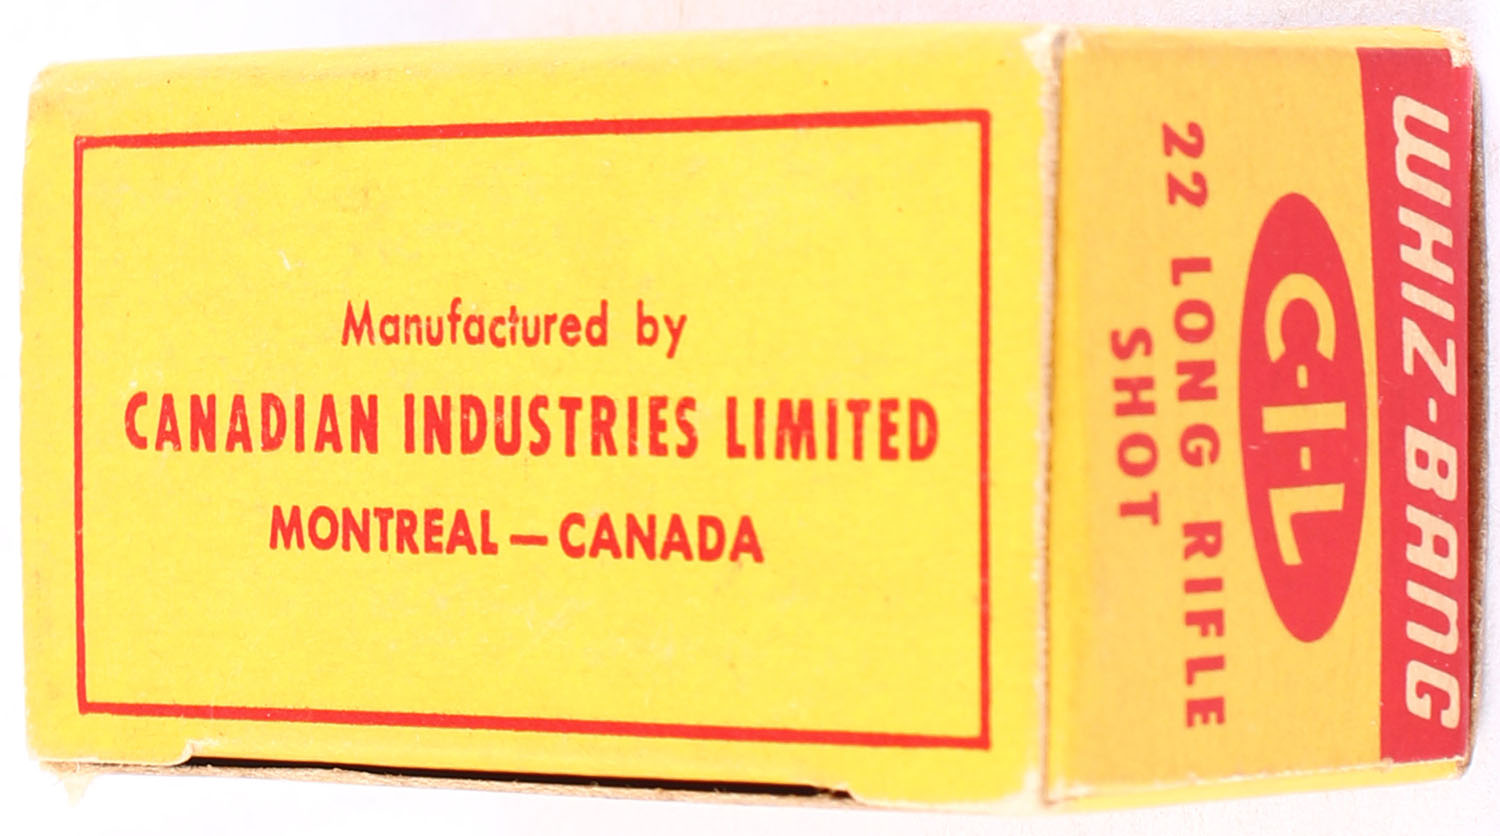 Manufactured by
CANADIAN INDUSTRIES LIMITED
MONTREAL — CANADA
WHIZ-BANG
C-I-L
22 LONG RIFLE
SHOT